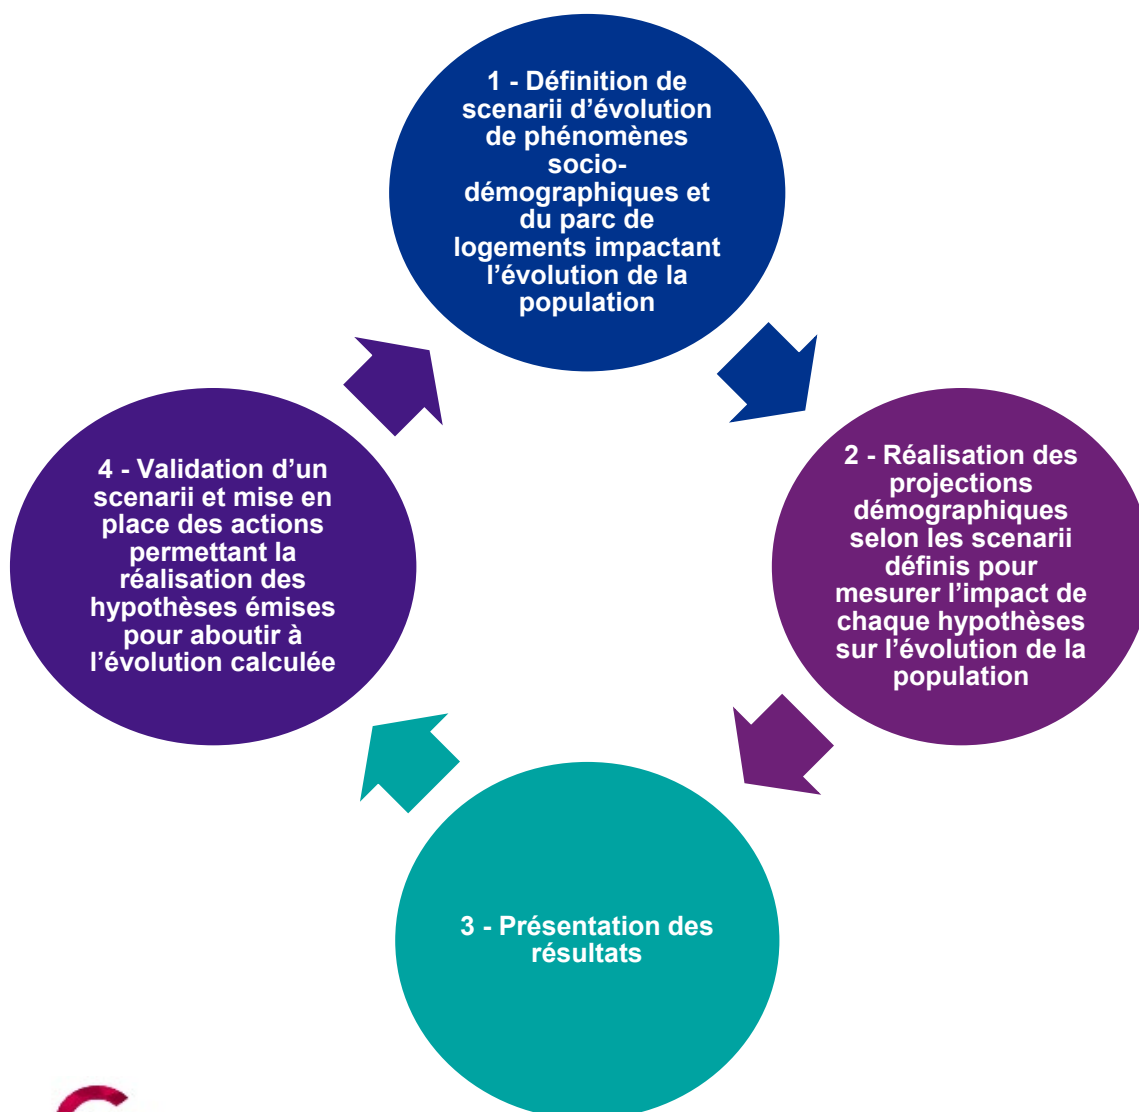 1 - Définition de
scenarii d'évolution
de phénomènes
socio-
démographiques et
du parc de
logements impactant
l'évolution de la
population
2 - Réalisation des
projections
démographiques
selon les scenarii
définis pour
mesurer l'impact de
chaque hypothèses
sur l'évolution de la
population
3 - Présentation des
résultats
4 - Validation d'un
scenarii et mise en
place des actions
permettant la
réalisation des
hypothèses émises
pour aboutir à
l'évolution calculée